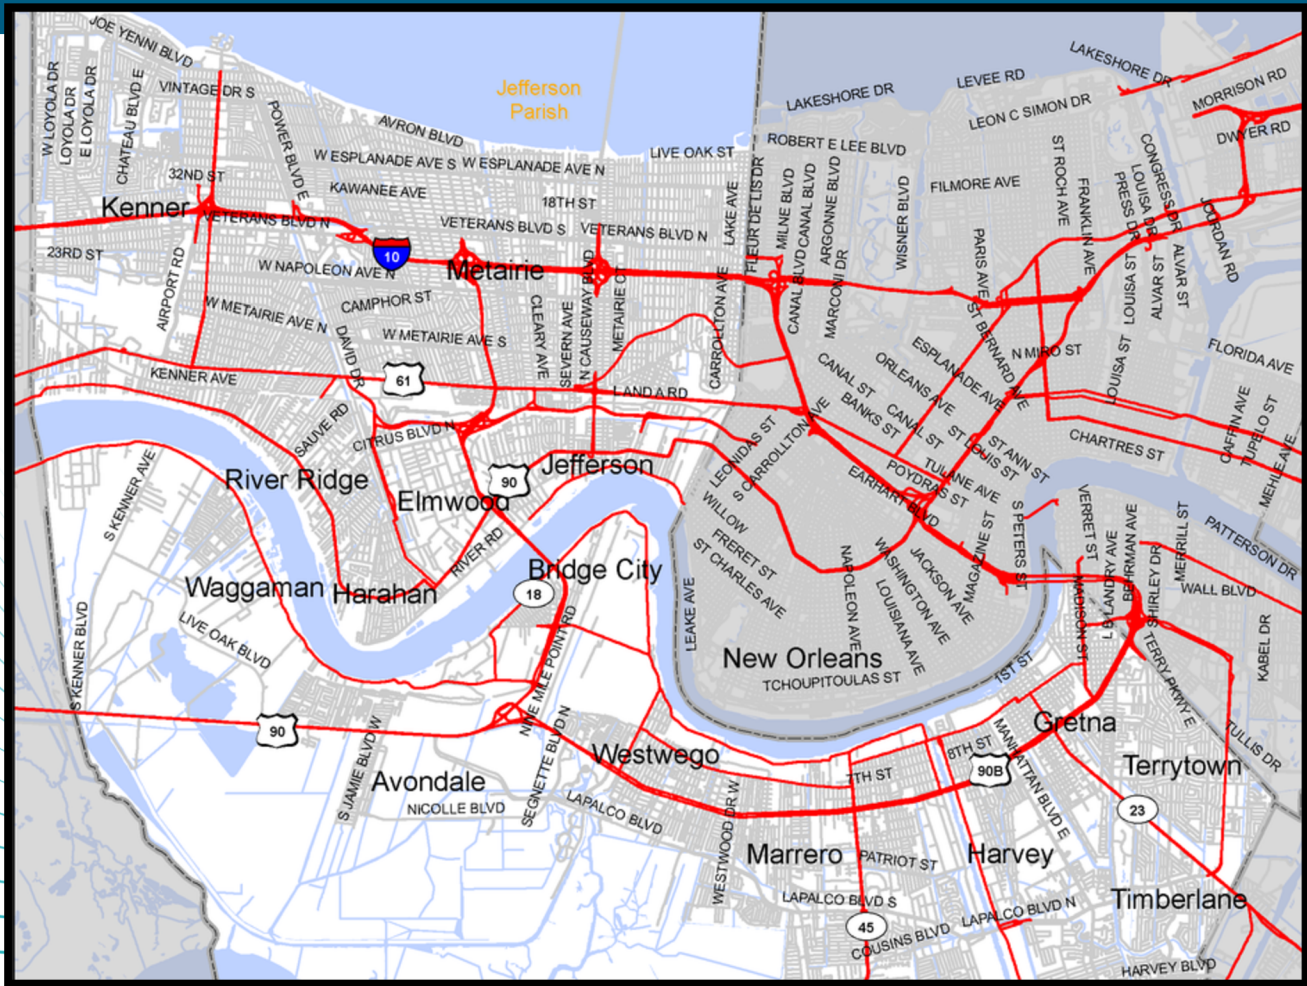 JOE YENNI BLVD
VINTAGE DR S
W LOYOLA DR
LOYOLA DR
E LOYOLA DR
CHATEAU BLVD E
POWER BLVD E
AVRON BLVD
Jefferson
Parish
LAKESHORE DR
LEVEE RD
LAKESHORE DR
MORRISON RD
LEON C SIMON DR
DWYER RD
ROBERT E LEE BLVD
LIVE OAK ST
W ESPLANADE AVE S
W ESPLANADE AVE N
32ND ST
KAWANEE AVE
18TH ST
FILMORE AVE
ST ROCH AVE
FRANKLIN AVE
CONGRESS DR
LOUISA DR
PRESS DR
JOURDAN RD
Kenner
VETERANS BLVD N
VETERANS BLVD S
VETERANS BLVD N
LAKE AVE
FLEUR DE LIS DR
MILNE BLVD
CANAL BLVD
ARGONNE BLVD
MARCONI DR
CANAL BLVD
WISNER BLVD
PARIS AVE
23RD ST
10
AIRPORT RD
W NAPOLEON AVE N
Metairie
CAMPHOR ST
W METAIRIE AVE N
W METAIRIE AVE S
DAVID DR
CLEARY AVE
SEVERN AVE
N CAUSEWAY BLVD
METAIRIE CT
CARROLLTON AVE
ST BERNARD AVE
LOUISA ST
ALVAR ST
ALVAR ST
N MIRO ST
FLORIDA AVE
LOUISA ST
KENNER AVE
61
LAND A RD
CANAL ST
BANKS ST
ORLEANS AVE
ESPLANADE AVE
CANAL ST
ST LOUIS ST
ST ANN ST
CHARTRES ST
CAFFIN AVE
TUPELO ST
MEHLE AVE
SAUVE RD
CITRUS BLVD N
River Ridge
Jefferson
90
Elmwood
LEONIDAS ST
S CARROLLTON AVE
EARHART BLVD
POYDRAS ST
TULANE AVE
S KENNER AVE
WILLOW
FRERET ST
ST CHARLES AVE
S PETERS ST
MAGAZINE ST
VERRET ST
BEHRMAN AVE
L B LANDRY AVE
MERRILL ST
PATTERSON DR
RIVER RD
Bridge City
18
Waggaman
Harahan
LEAKE AVE
NAPOLEON AVE
WASHINGTON AVE
JACKSON AVE
LOUISIANA AVE
MADISON ST
SHIRLEY DR
WALL BLVD
KABEL DR
LIVE OAK BLVD
S KENNER BLVD
NINE MILE POINT RD
New Orleans
TCHOUPITOULAS ST
1ST ST
TERRY PKWY E
TULLIS DR
90
S JAMIE BLVD W
SEGNETTE BLVD N
Westwego
Gretna
8TH ST
MANHATTAN BLVD E
90B
7TH ST
Terrytown
Avondale
NICOLLE BLVD
LAPALCO BLVD
WESTWOOD DR W
23
Marrero
PATRIOT ST
Harvey
LAPALCO BLVD S
LAPALCO BLVD N
Timberlane
45
COUSINS BLVD
HARVEY BLVD